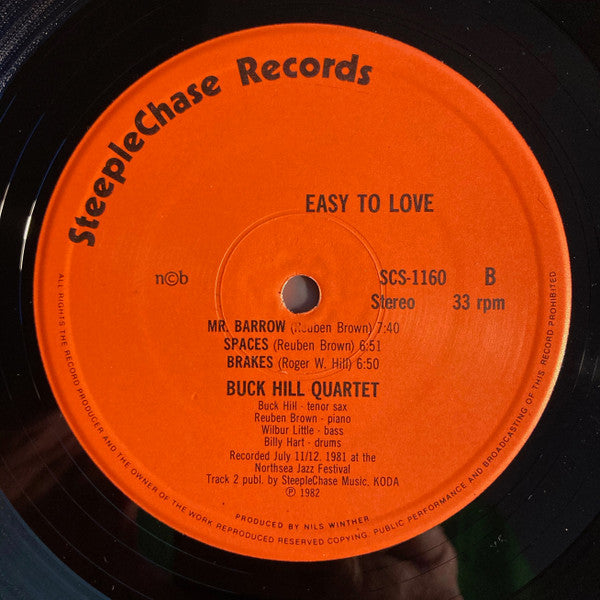 SteepleChase Records
EASY TO LOVE
n©b
SCS-1160 B
Stereo 33 rpm
MR. BARROW (Reuben Brown) 7:40
SPACES (Reuben Brown) 6:51
BRAKES (Roger W. Hill) 6:50
BUCK HILL QUARTET
Buck Hill - tenor sax
Reuben Brown - piano
Wilbur Little - bass
Billy Hart - drums
Recorded July 11/12. 1981 at the
Northsea Jazz Festival
Track 2 publ. by SteepleChase Music, KODA
℗ 1982
PRODUCED BY NILS WINTHER
ALL RIGHTS THE RECORD PRODUCER AND THE OWNER OF THE WORK REPRODUCED RESERVED COPYING. PUBLIC PERFORMANCE AND BROADCASTING OF THIS. RECORD PROHIBITED